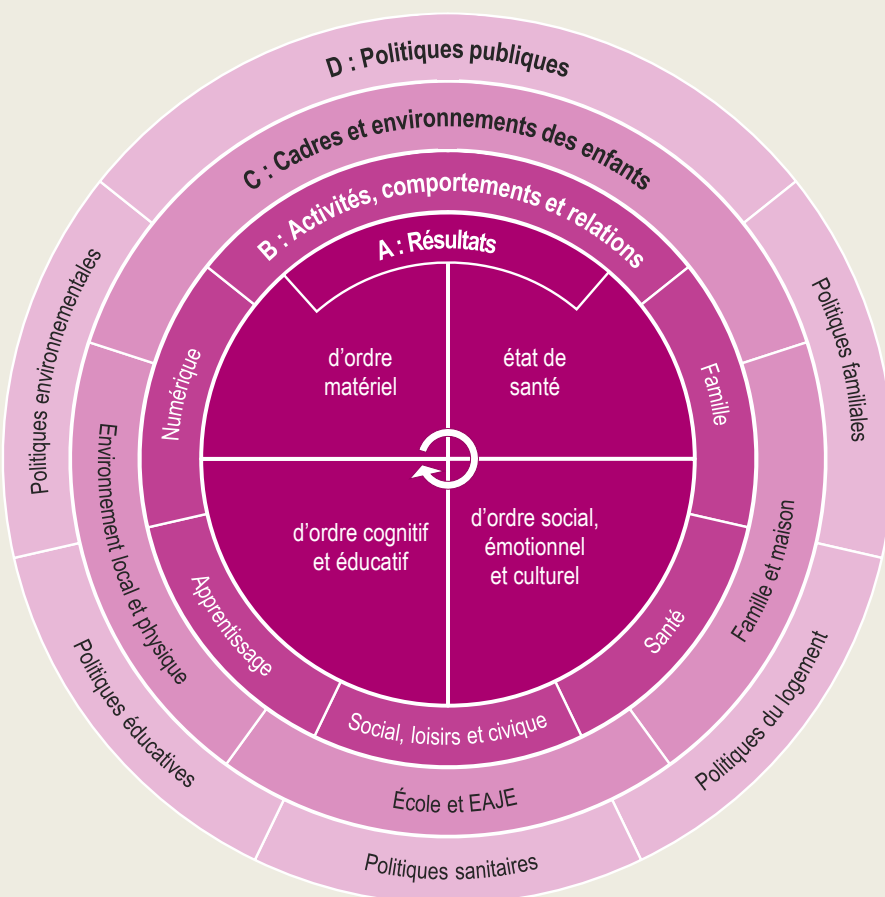 D : Politiques publiques
C : Cadres et environnements des enfants
B : Activités, comportements et relations
A : Résultats
d’ordre
matériel
état de
santé
d’ordre cognitif
et éducatif
d’ordre social,
émotionnel
et culturel
Numérique
Famille
Apprentissage
Santé
Social, loisirs et civique
Environnement local et physique
Famille et maison
École et EAJE
Politiques environnementales
Politiques familiales
Politiques éducatives
Politiques du logement
Politiques sanitaires